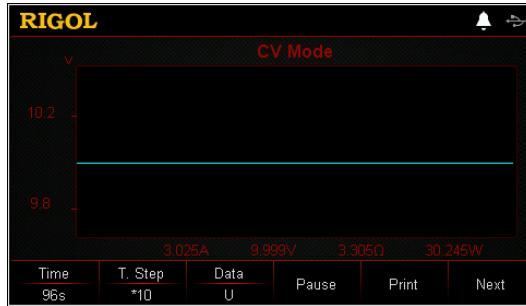 RIGOL
CV Mode
V
10.2
9.8
3.025A 9.999V 3.305Ω 30.245W
Time T. Step Data Pause Print Next
96s *10 U